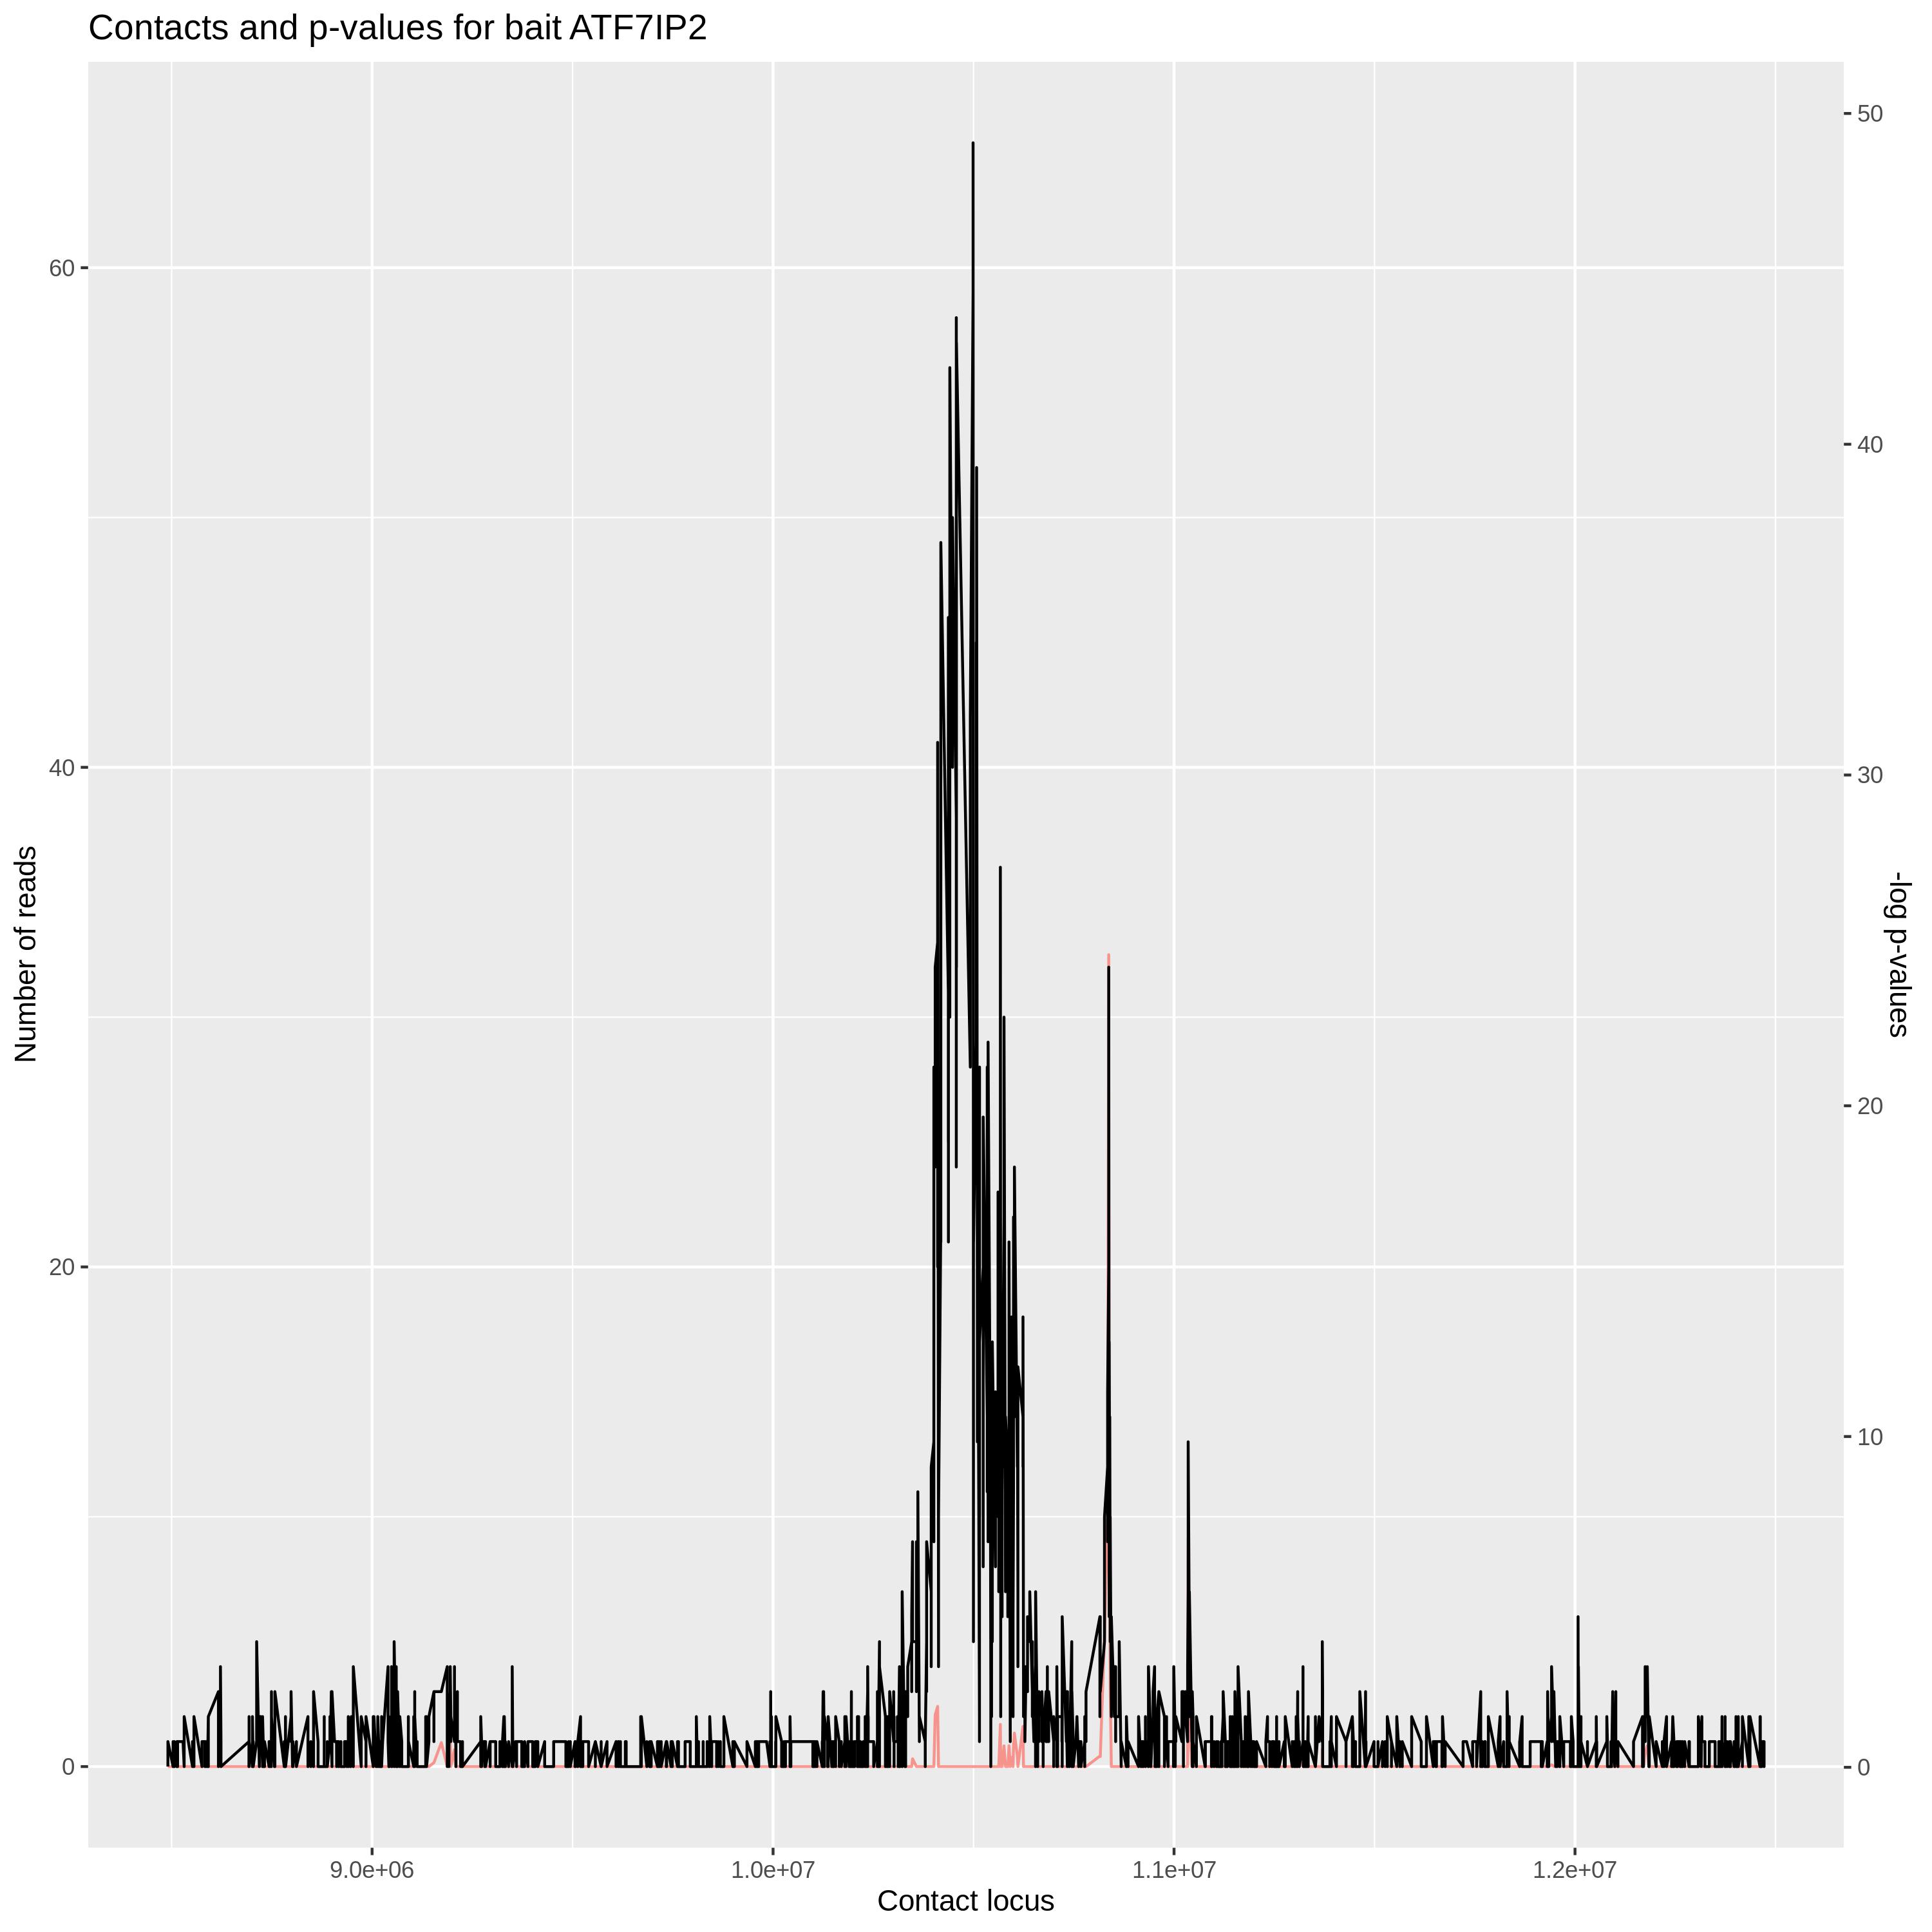 Contacts and p-values for bait ATF7IP2
60
40
20
0
Number of reads
50
40
30
20
10
0
-log p-values
9.0e+06
1.0e+07
1.1e+07
1.2e+07
Contact locus